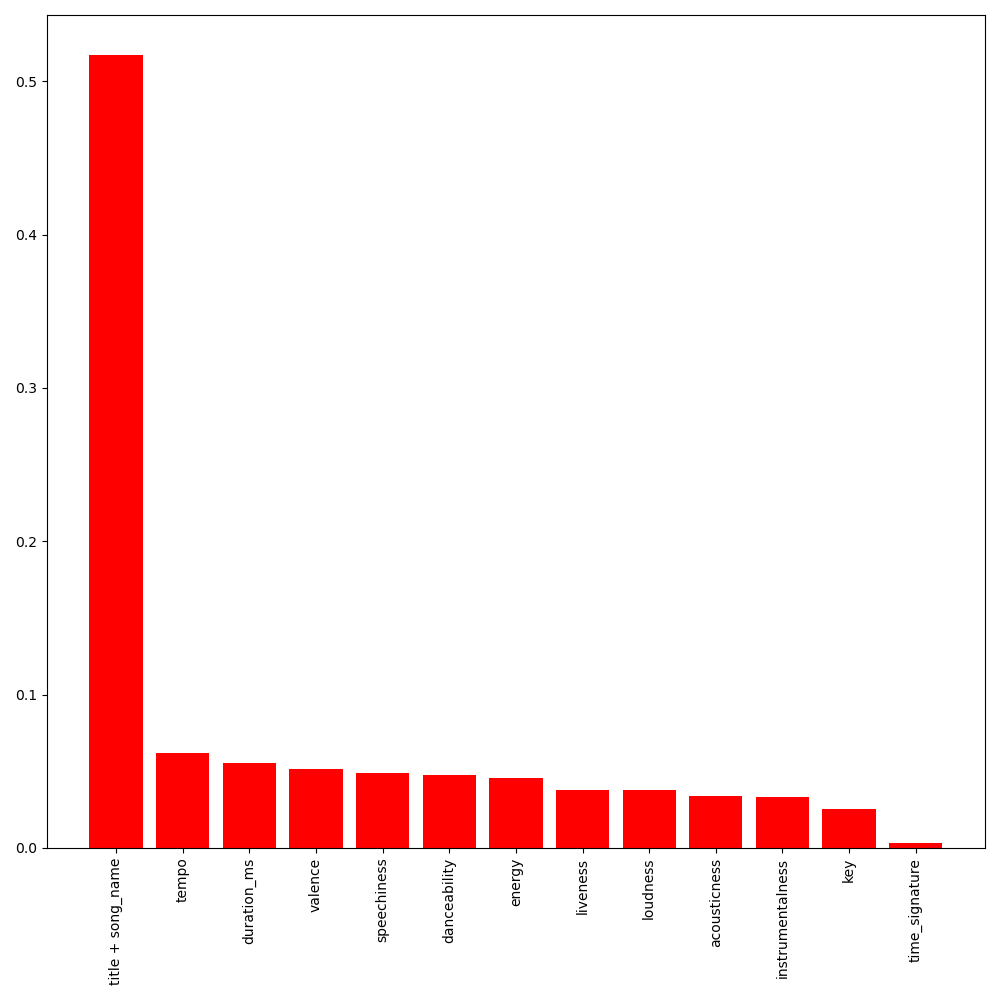 0.5
0.4
0.3
0.2
0.1
0.0
title + song_name
tempo
duration_ms
valence
speechiness
danceability
energy
liveness
loudness
acousticness
instrumentalness
key
time_signature